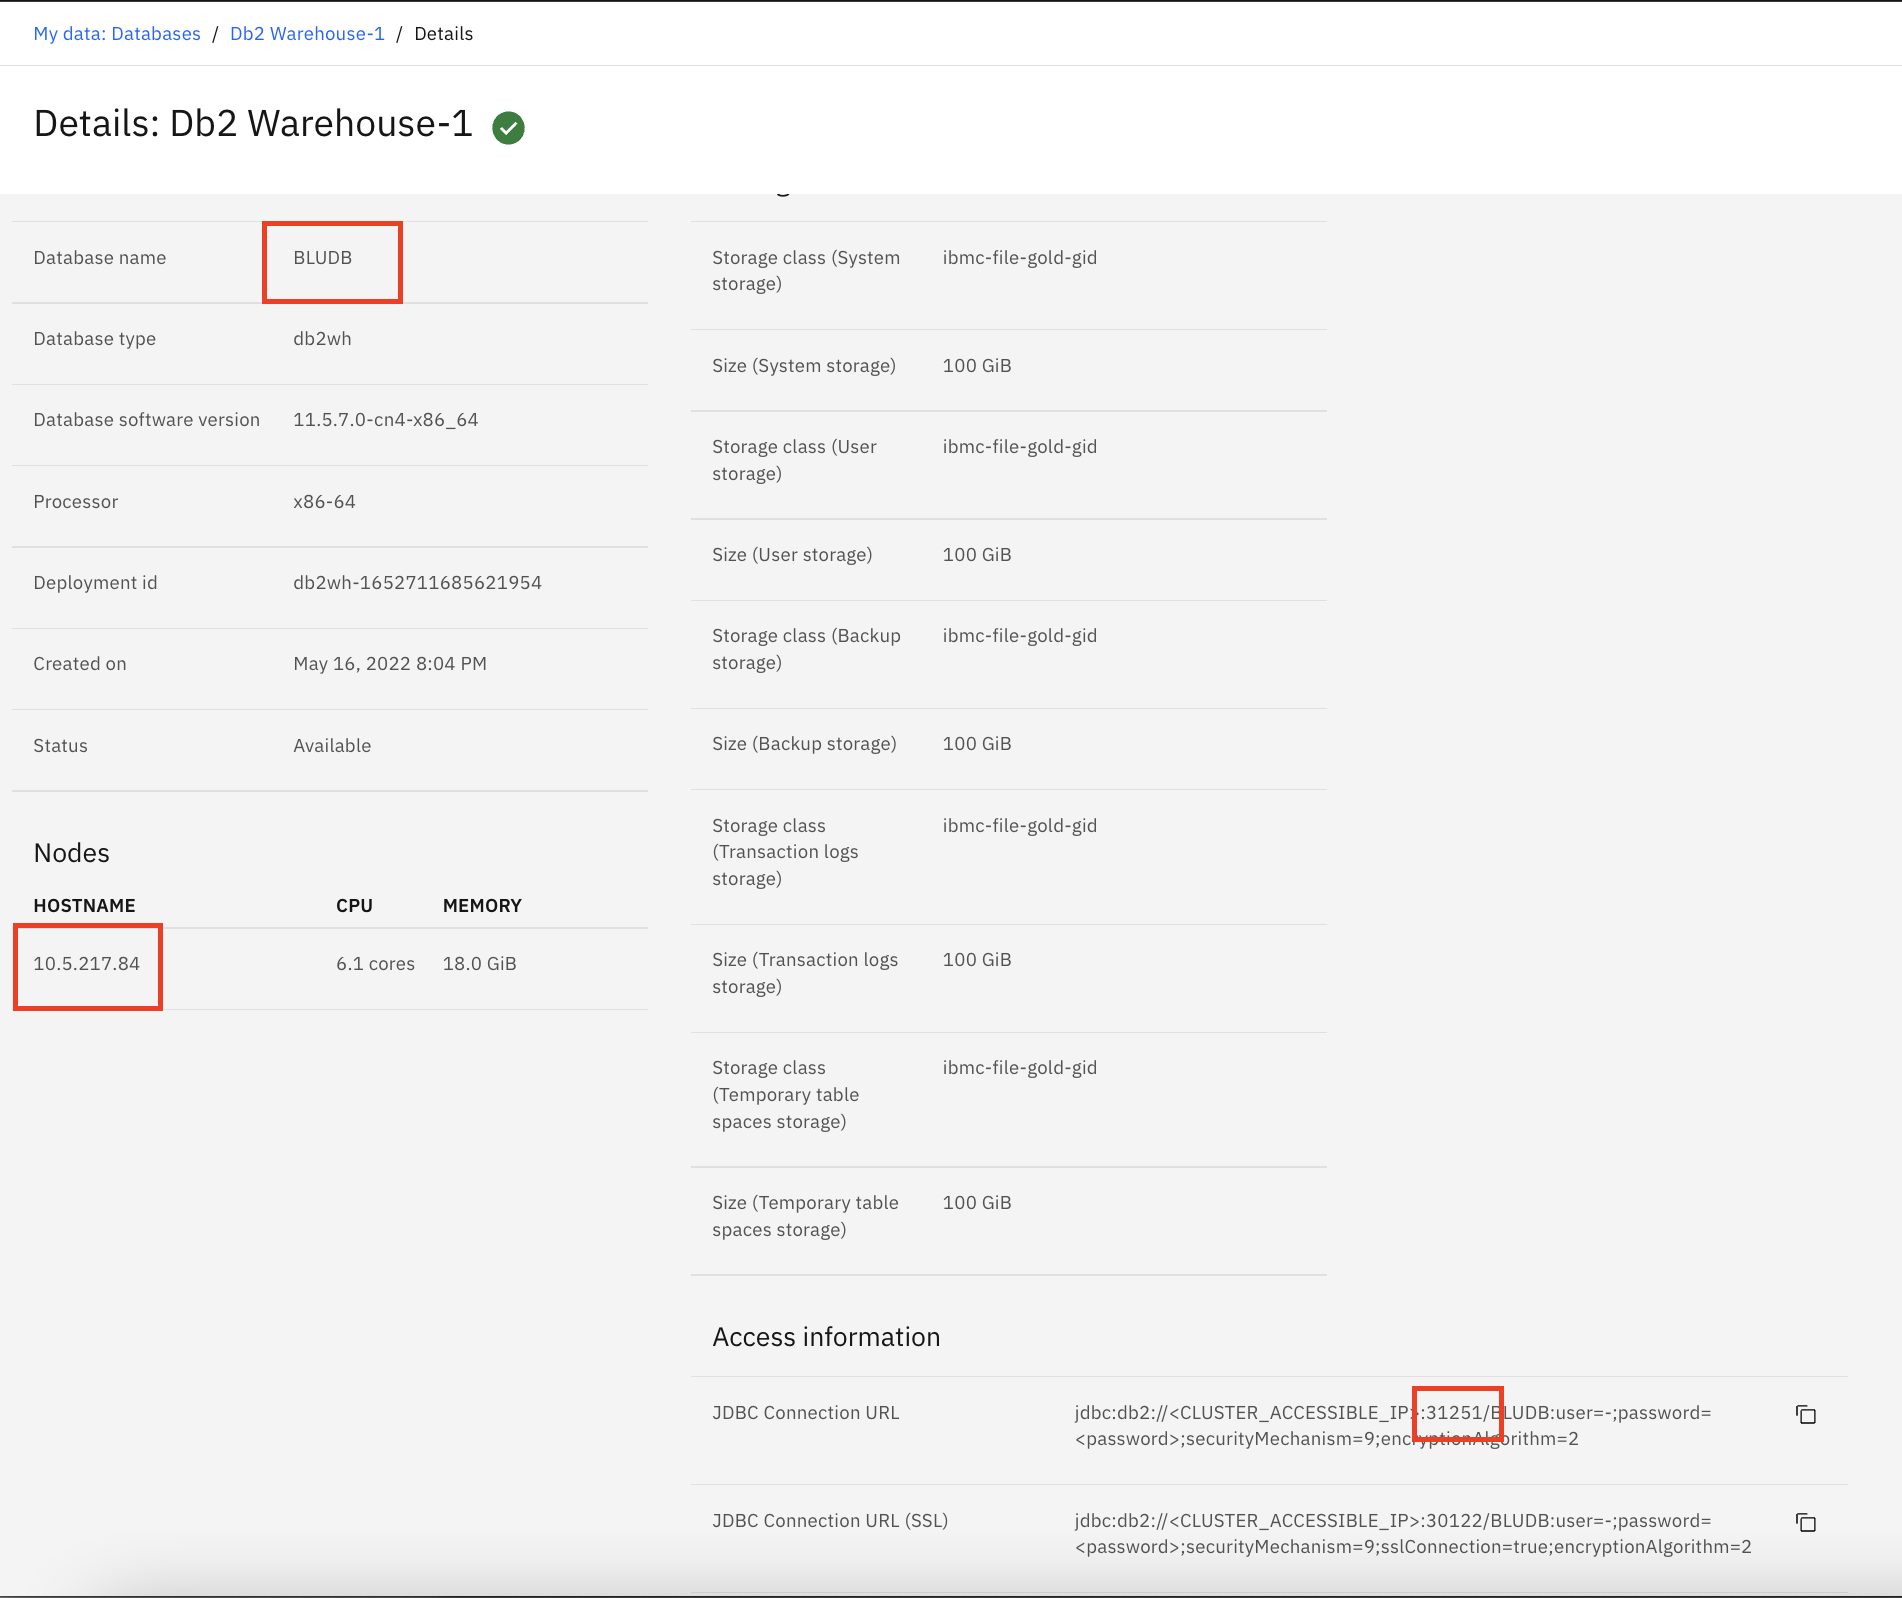 My data: Databases / Db2 Warehouse-1 / Details
Details: Db2 Warehouse-1
Database name BLUDB
Database type db2wh
Database software version 11.5.7.0-cn4-x86_64
Processor x86-64
Deployment id db2wh-1652711685621954
Created on May 16, 2022 8:04 PM
Status Available
Nodes
HOSTNAME CPU MEMORY
10.5.217.84 6.1 cores 18.0 GiB
Storage class (System ibmc-file-gold-gid
storage)
Size (System storage) 100 GiB
Storage class (User ibmc-file-gold-gid
storage)
Size (User storage) 100 GiB
Storage class (Backup ibmc-file-gold-gid
storage)
Size (Backup storage) 100 GiB
Storage class ibmc-file-gold-gid
(Transaction logs
storage)
Size (Transaction logs 100 GiB
storage)
Storage class ibmc-file-gold-gid
(Temporary table
spaces storage)
Size (Temporary table 100 GiB
spaces storage)
Access information
JDBC Connection URL jdbc:db2://<CLUSTER_ACCESSIBLE_IP>:31251/BLUDB:user=-;password=
<password>;securityMechanism=9;encryptionAlgorithm=2
JDBC Connection URL (SSL) jdbc:db2://<CLUSTER_ACCESSIBLE_IP>:30122/BLUDB:user=-;password=
<password>;securityMechanism=9;sslConnection=true;encryptionAlgorithm=2